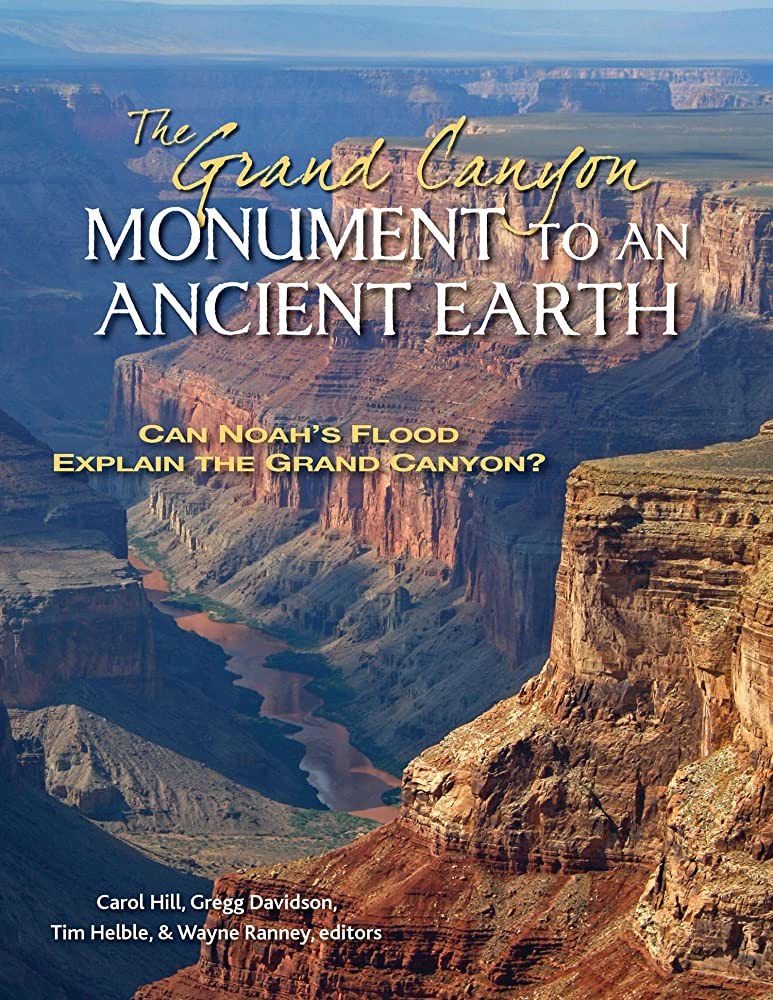 The
Grand Canyon
MONUMENT TO AN
ANCIENT EARTH
CAN NOAH'S FLOOD
EXPLAIN THE GRAND CANYON?
Carol Hill, Gregg Davidson,
Tim Helble, & Wayne Ranney, editors